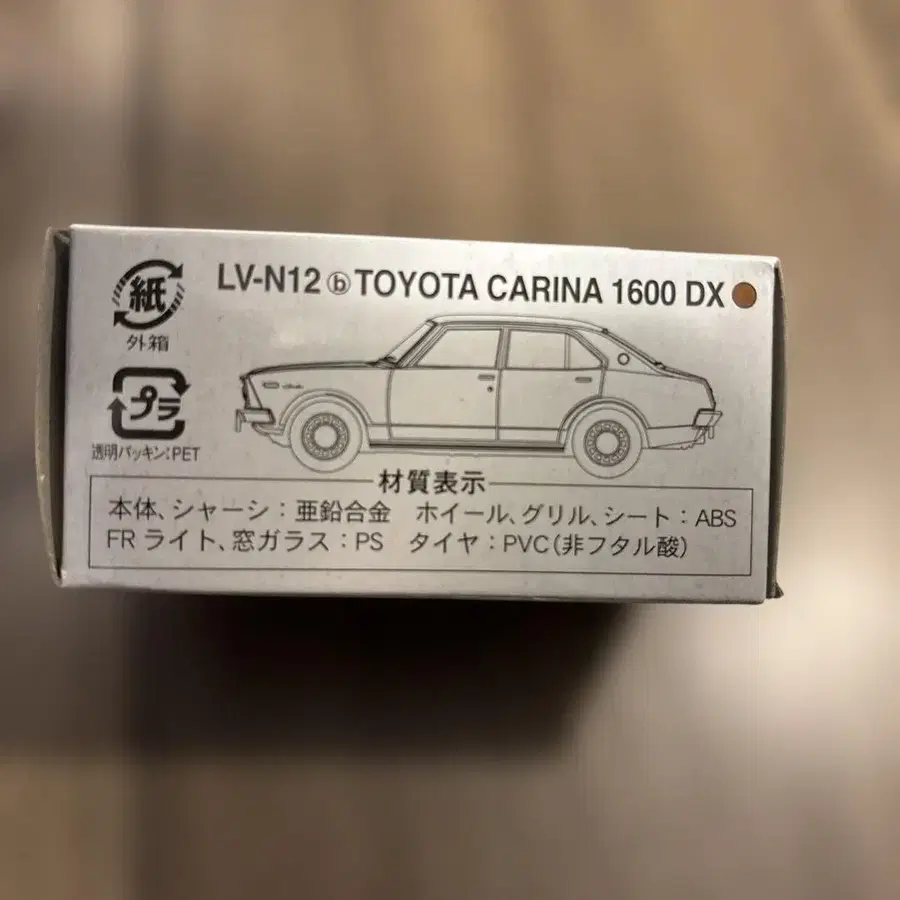 LV-N12 ⓑ TOYOTA CARINA 1600 DX
紙
外箱
プラ
透明パッキン:PET
材質表示
本体、シャーシ:亜鉛合金 ホイール、グリル、シート:ABS
FR ライト、窓ガラス:PS タイヤ:PVC(非フタル酸)